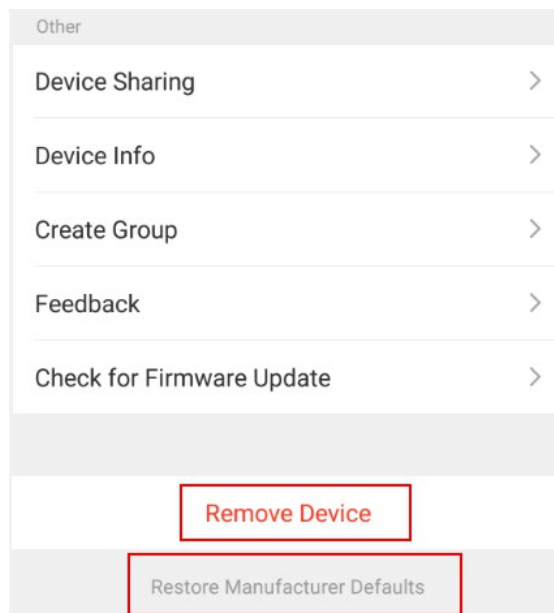 Other
Device Sharing
Device Info
Create Group
Feedback
Check for Firmware Update
Remove Device
Restore Manufacturer Defaults